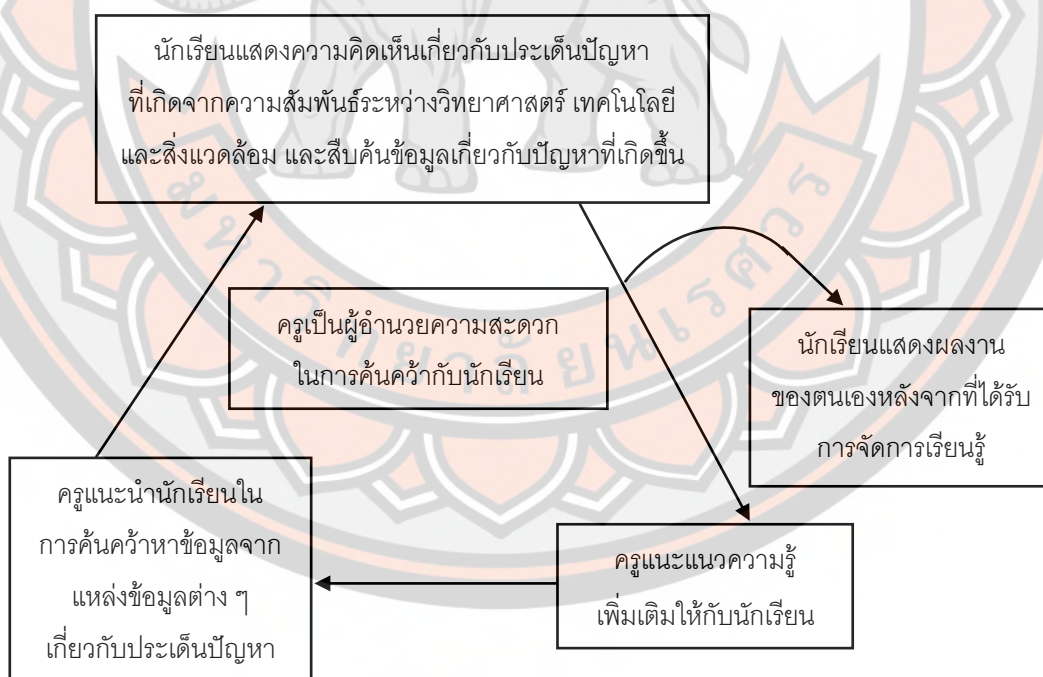 นักเรียนแสดงความคิดเห็นเกี่ยวกับประเด็นปัญหา
ที่เกิดจากความสัมพันธ์ระหว่างวิทยาศาสตร์ เทคโนโลยี
และสิ่งแวดล้อม และสืบค้นข้อมูลเกี่ยวกับปัญหาที่เกิดขึ้น
ครูเป็นผู้อำนวยความสะดวก
ในการค้นคว้ากับนักเรียน
นักเรียนแสดงผลงาน
ของตนเองหลังจากที่ได้รับ
การจัดการเรียนรู้
ครูแนะนำนักเรียนใน
การค้นคว้าหาข้อมูลจาก
แหล่งข้อมูลต่าง ๆ
เกี่ยวกับประเด็นปัญหา
ครูแนะแนวความรู้
เพิ่มเติมให้กับนักเรียน
มหาวิทยาลัยนเรศวร